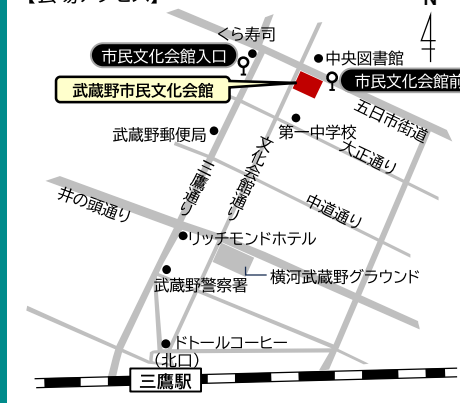 【会場アクセス】
N
くら寿司
市民文化会館入口
中央図書館
市民文化会館前
武蔵野市民文化会館
五日市街道
武蔵野郵便局
第一中学校
大正通り
文化会館通り
三鷹通り
中道通り
井の頭通り
リッチモンドホテル
横河武蔵野グラウンド
武蔵野警察署
ドトールコーヒー
（北口）
三鷹駅